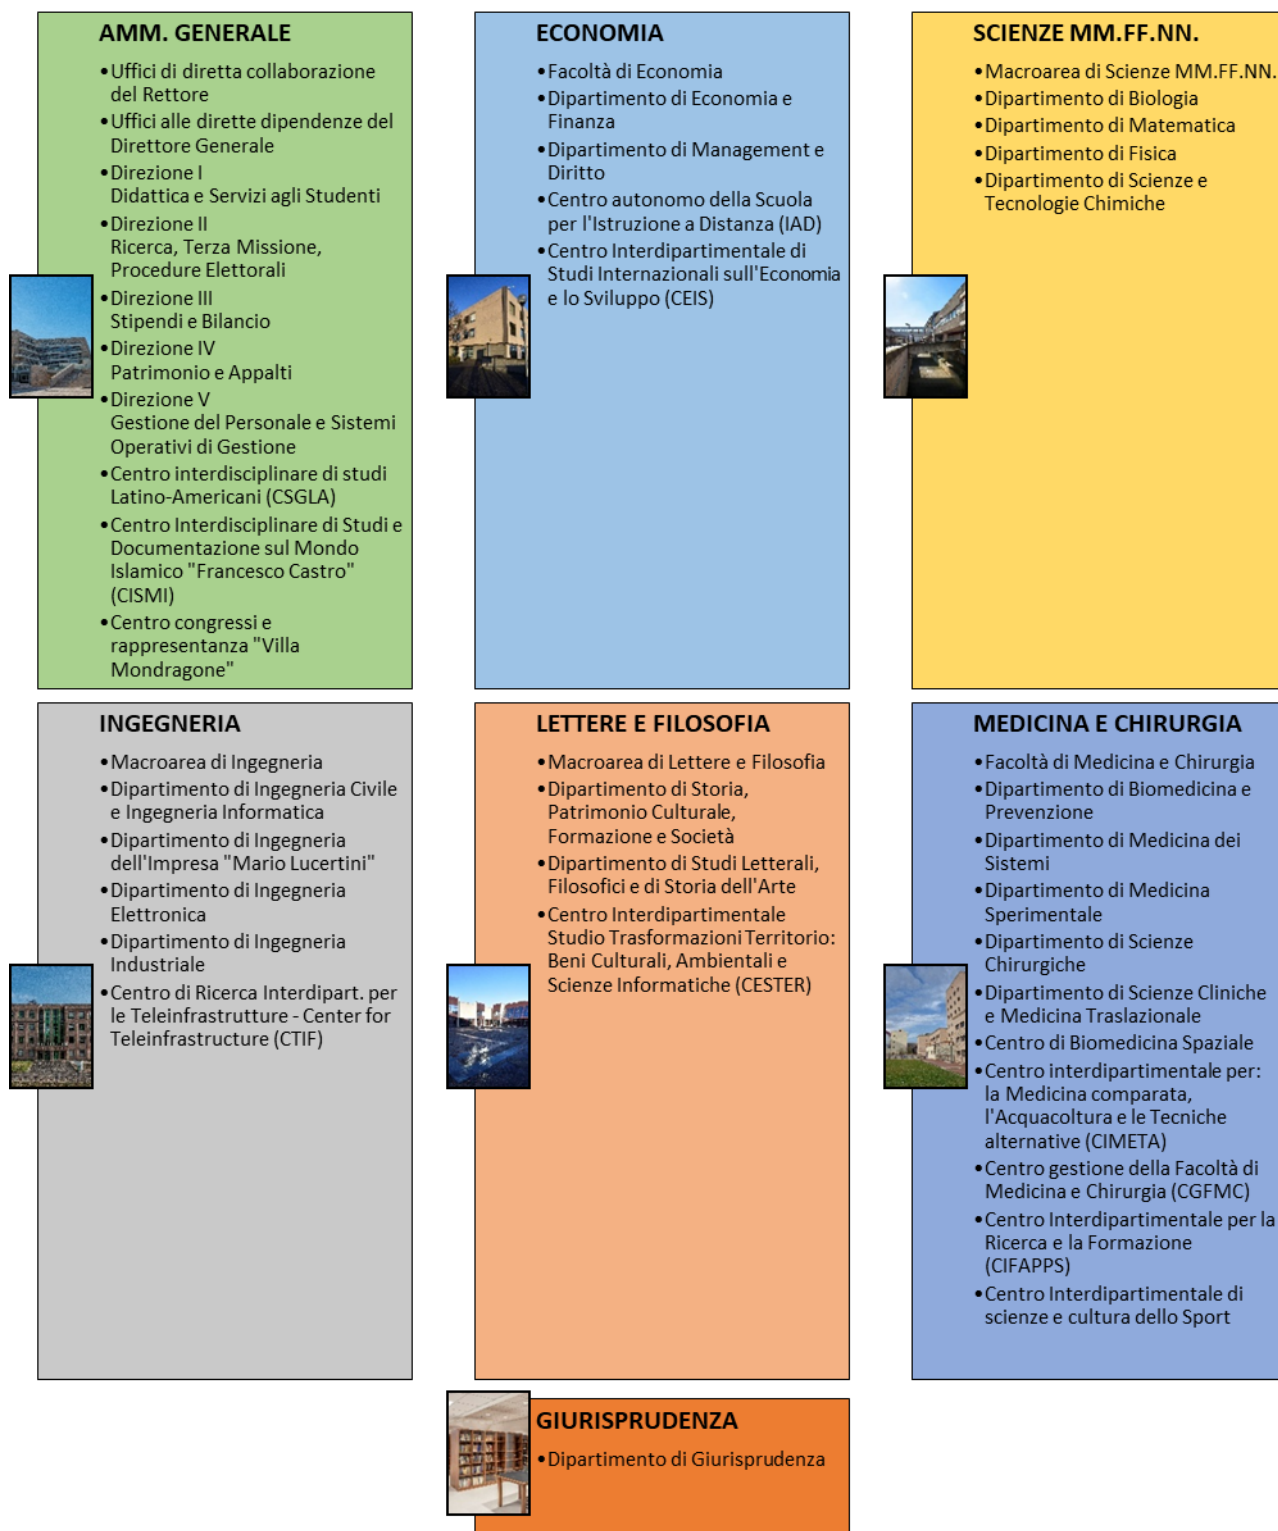 AMM. GENERALE
•Uffici di diretta collaborazione
del Rettore
•Uffici alle dirette dipendenze del
Direttore Generale
•Direzione I
Didattica e Servizi agli Studenti
•Direzione II
Ricerca, Terza Missione,
Procedure Elettorali
•Direzione III
Stipendi e Bilancio
•Direzione IV
Patrimonio e Appalti
•Direzione V
Gestione del Personale e Sistemi
Operativi di Gestione
•Centro interdisciplinare di studi
Latino-Americani (CSGLA)
•Centro Interdisciplinare di Studi e
Documentazione sul Mondo
Islamico "Francesco Castro"
(CISMI)
•Centro congressi e
rappresentanza "Villa
Mondragone"
ECONOMIA
•Facoltà di Economia
•Dipartimento di Economia e
Finanza
•Dipartimento di Management e
Diritto
•Centro autonomo della Scuola
per l'Istruzione a Distanza (IAD)
•Centro Interdipartimentale di
Studi Internazionali sull'Economia
e lo Sviluppo (CEIS)
SCIENZE MM.FF.NN.
•Macroarea di Scienze MM.FF.NN.
•Dipartimento di Biologia
•Dipartimento di Matematica
•Dipartimento di Fisica
•Dipartimento di Scienze e
Tecnologie Chimiche
INGEGNERIA
•Macroarea di Ingegneria
•Dipartimento di Ingegneria Civile
e Ingegneria Informatica
•Dipartimento di Ingegneria
dell'Impresa "Mario Lucertini"
•Dipartimento di Ingegneria
Elettronica
•Dipartimento di Ingegneria
Industriale
•Centro di Ricerca Interdipart. per
le Teleinfrastrutture - Center for
Teleinfrastructure (CTIF)
LETTERE E FILOSOFIA
•Macroarea di Lettere e Filosofia
•Dipartimento di Storia,
Patrimonio Culturale,
Formazione e Società
•Dipartimento di Studi Letterali,
Filosofici e di Storia dell'Arte
•Centro Interdipartimentale
Studio Trasformazioni Territorio:
Beni Culturali, Ambientali e
Scienze Informatiche (CESTER)
MEDICINA E CHIRURGIA
•Facoltà di Medicina e Chirurgia
•Dipartimento di Biomedicina e
Prevenzione
•Dipartimento di Medicina dei
Sistemi
•Dipartimento di Medicina
Sperimentale
•Dipartimento di Scienze
Chirurgiche
•Dipartimento di Scienze Cliniche
e Medicina Traslazionale
•Centro di Biomedicina Spaziale
•Centro interdipartimentale per:
la Medicina comparata,
l'Acquacoltura e le Tecniche
alternative (CIMETA)
•Centro gestione della Facoltà di
Medicina e Chirurgia (CGFMC)
•Centro Interdipartimentale per la
Ricerca e la Formazione
(CIFAPPS)
•Centro Interdipartimentale di
scienze e cultura dello Sport
GIURISPRUDENZA
•Dipartimento di Giurisprudenza